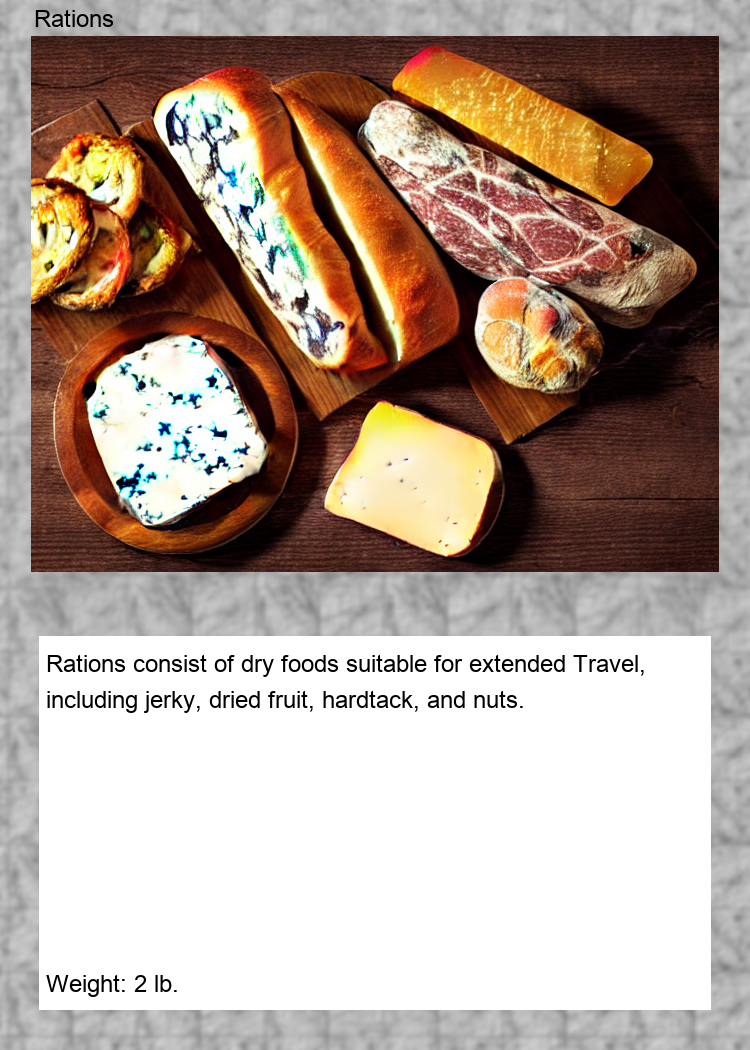 Rations
Rations consist of dry foods suitable for extended Travel,
including jerky, dried fruit, hardtack, and nuts.
Weight: 2 lb.